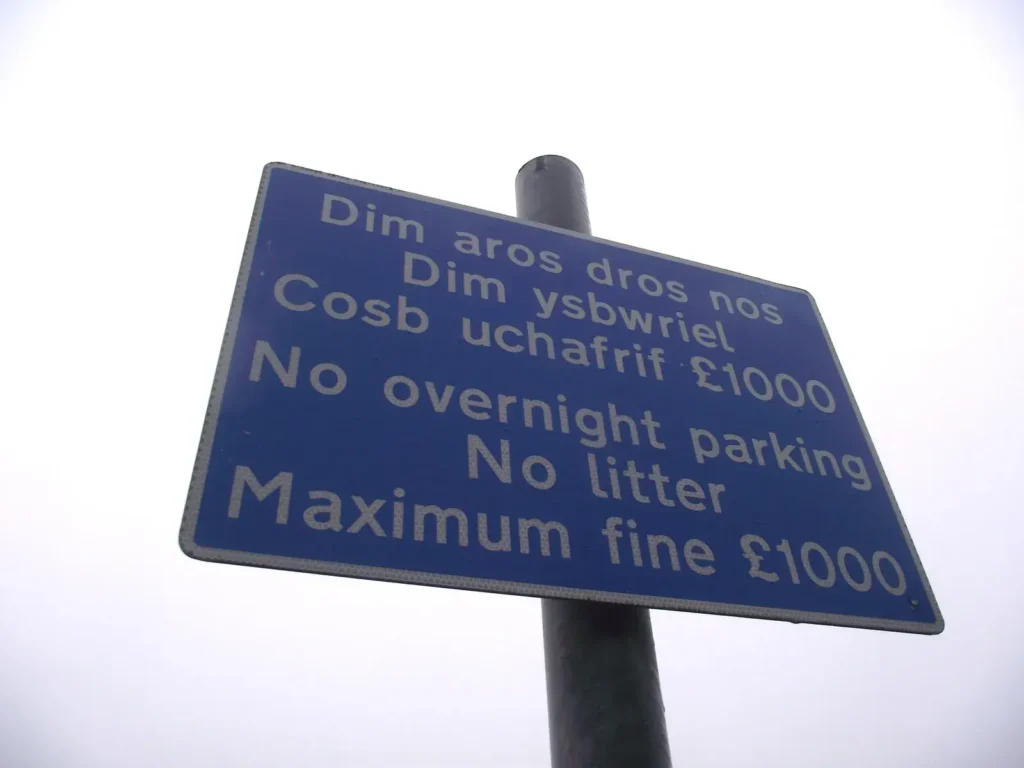 Dim aros dros nos
Dim ysbwriel
Cosb uchafrif £1000
No overnight parking
No litter
Maximum fine £1000